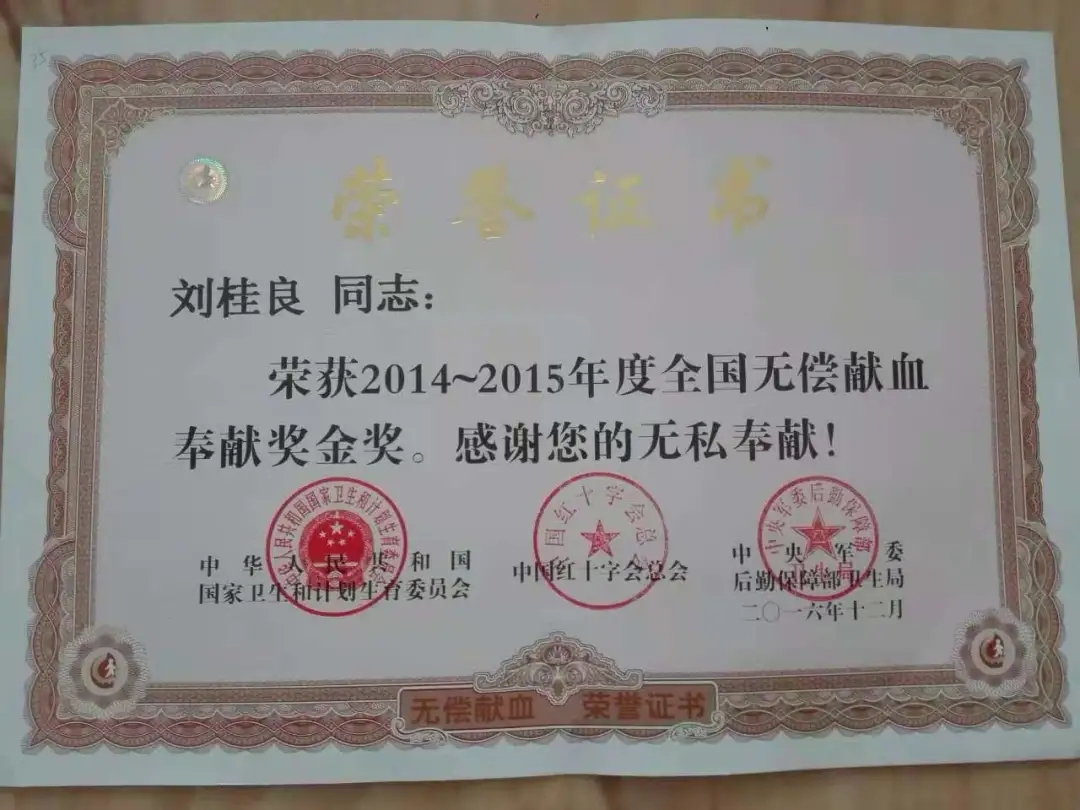 荣誉证书
刘桂良 同志：
荣获2014~2015年度全国无偿献血
奉献奖金奖。感谢您的无私奉献！
中华人民共和国
国家卫生和计划生育委员会
中国红十字会总会
中央军委
后勤保障部卫生局
二〇一六年十二月
无偿献血 荣誉证书